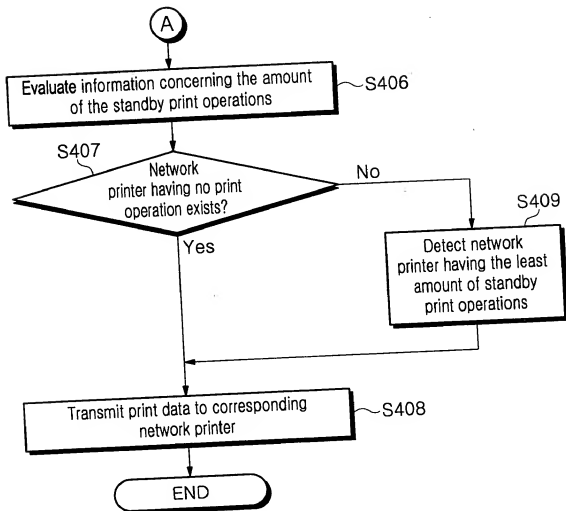 A
Evaluate information concerning the amount
of the standby print operations
S406
S407
Network
printer having no print
operation exists?
No
Yes
S409
Detect network
printer having the least
amount of standby
print operations
Transmit print data to corresponding
network printer
S408
END